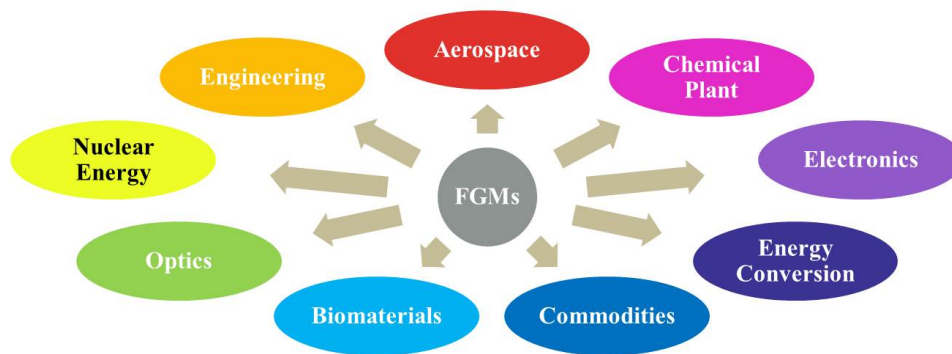 Aerospace
Engineering
Chemical
Plant
Nuclear
Energy
Electronics
FGMs
Optics
Energy
Conversion
Biomaterials
Commodities